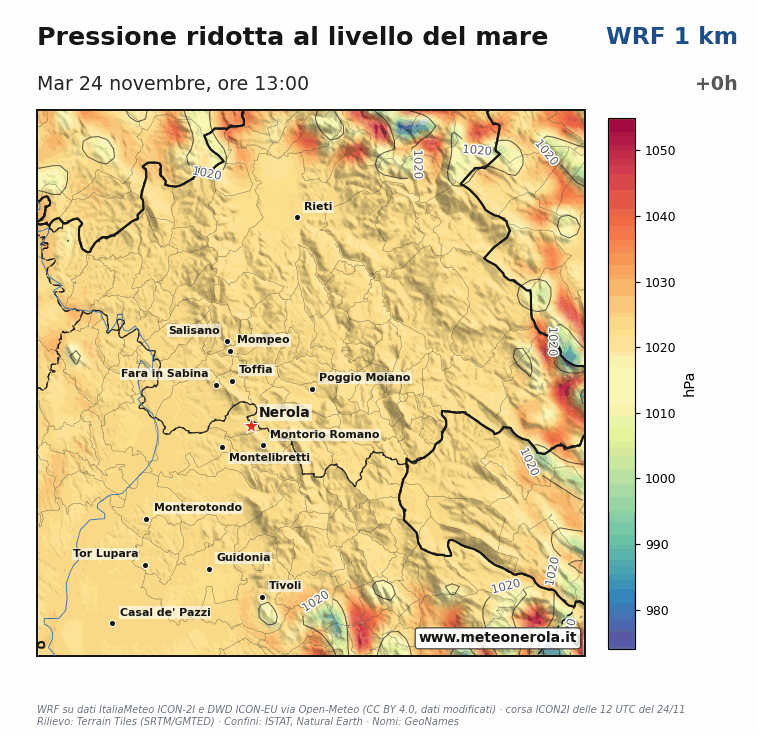 Pressione ridotta al livello del mare
WRF 1 km
Mar 24 novembre, ore 13:00
+0h
1020
1020
1020
1020
Rieti
1020
Salisano
Mompeo
Fara in Sabina
Toffia
Poggio Moiano
Nerola
Montorio Romano
Montelibretti
1020
Monterotondo
Tor Lupara
Guidonia
Tivoli
1020
1020
1020
Casal de' Pazzi
www.meteonerola.it
1050
1040
1030
1020
1010
1000
990
980
hPa
WRF su dati ItaliaMeteo ICON-2I e DWD ICON-EU via Open-Meteo (CC BY 4.0, dati modificati) · corsa ICON2I delle 12 UTC del 24/11
Rilievo: Terrain Tiles (SRTM/GMTED) · Confini: ISTAT, Natural Earth · Nomi: GeoNames